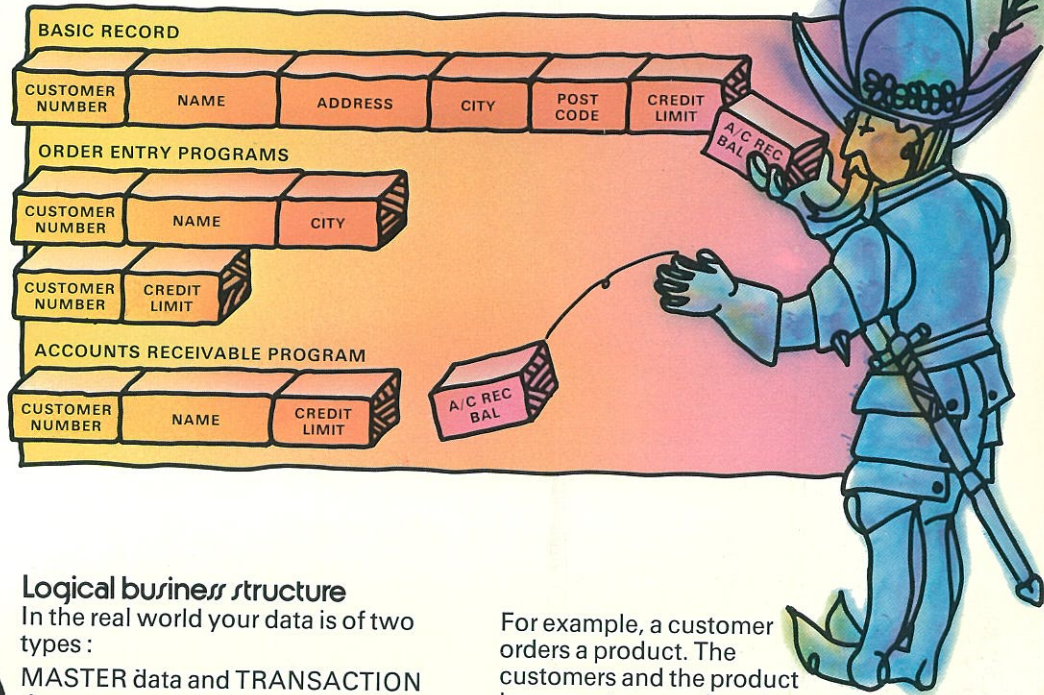 BASIC RECORD
CUSTOMER
NUMBER
NAME
ADDRESS
CITY
POST
CODE
CREDIT
LIMIT
A/C REC
BAL
ORDER ENTRY PROGRAMS
CUSTOMER
NUMBER
NAME
CITY
CUSTOMER
NUMBER
CREDIT
LIMIT
ACCOUNTS RECEIVABLE PROGRAM
CUSTOMER
NUMBER
NAME
CREDIT
LIMIT
A/C REC
BAL
Logical business structure
In the real world your data is of two
types :
MASTER data and TRANSACTION
For example, a customer
orders a product. The
customers and the product